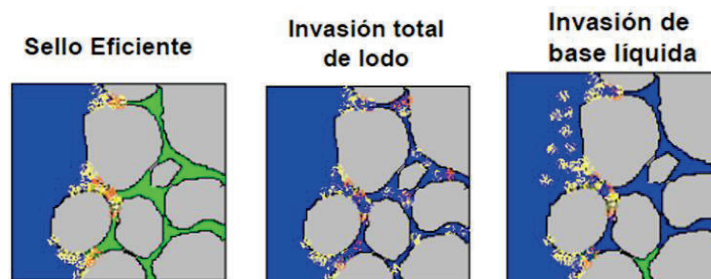 Sello Eficiente
Invasión total
de lodo
Invasión de
base líquida